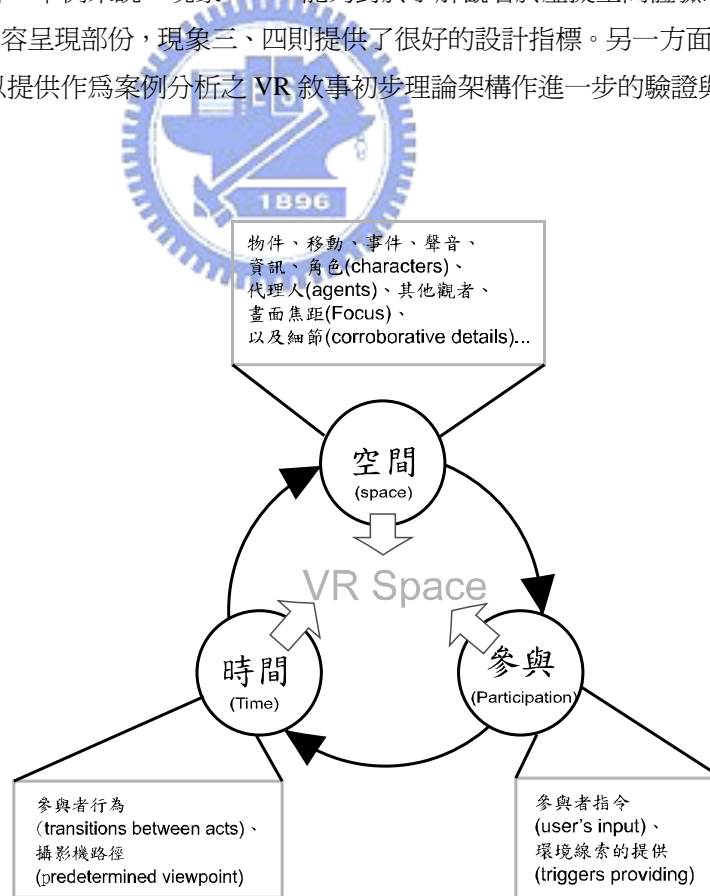 容呈現部份，現象三、四則提供了很好的設計指標。另一方面
提供作為案例分析之 VR 敘事初步理論架構作進一步的驗證
1896
物件、移動、事件、聲音、
資訊、角色(characters)、
代理人(agents)、其他觀者、
畫面焦距(Focus)、
以及細節(corroborative details)...
空間
(space)
VR Space
時間
(Time)
參與
(Participation)
參與者行為
(transitions between acts)、
攝影機路徑
(predetermined viewpoint)
參與者指令
(user's input)、
環境線索的提供
(triggers providing)